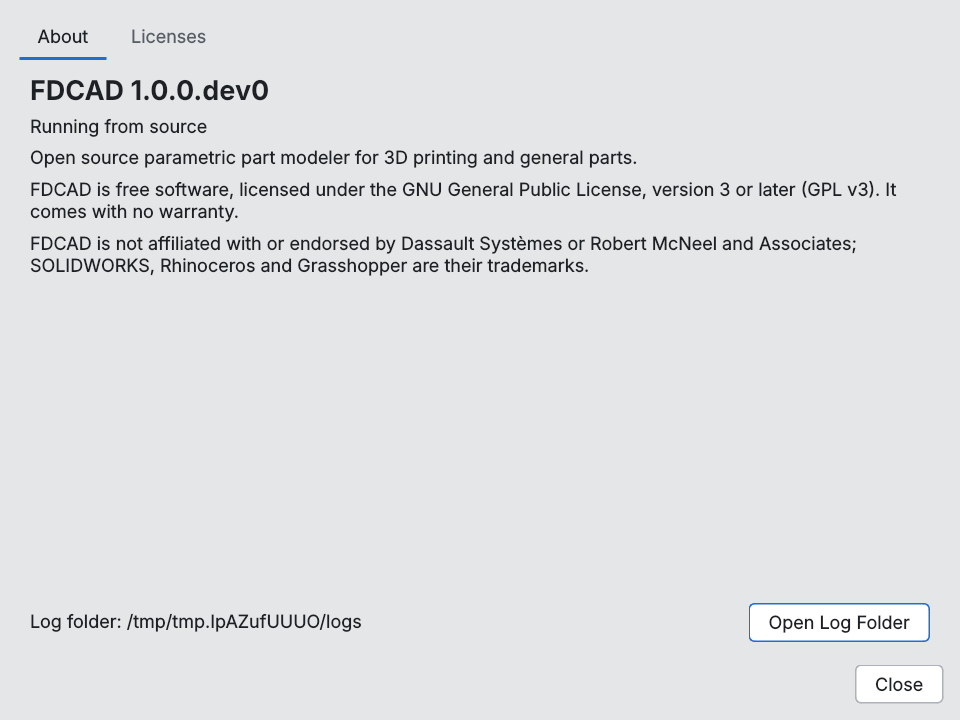 About
Licenses
FDCAD 1.0.0.dev0
Running from source
Open source parametric part modeler for 3D printing and general parts.
FDCAD is free software, licensed under the GNU General Public License, version 3 or later (GPL v3). It
comes with no warranty.
FDCAD is not affiliated with or endorsed by Dassault Systèmes or Robert McNeel and Associates;
SOLIDWORKS, Rhinoceros and Grasshopper are their trademarks.
Log folder: /tmp/tmp.lpAZufUUUO/logs
Open Log Folder
Close